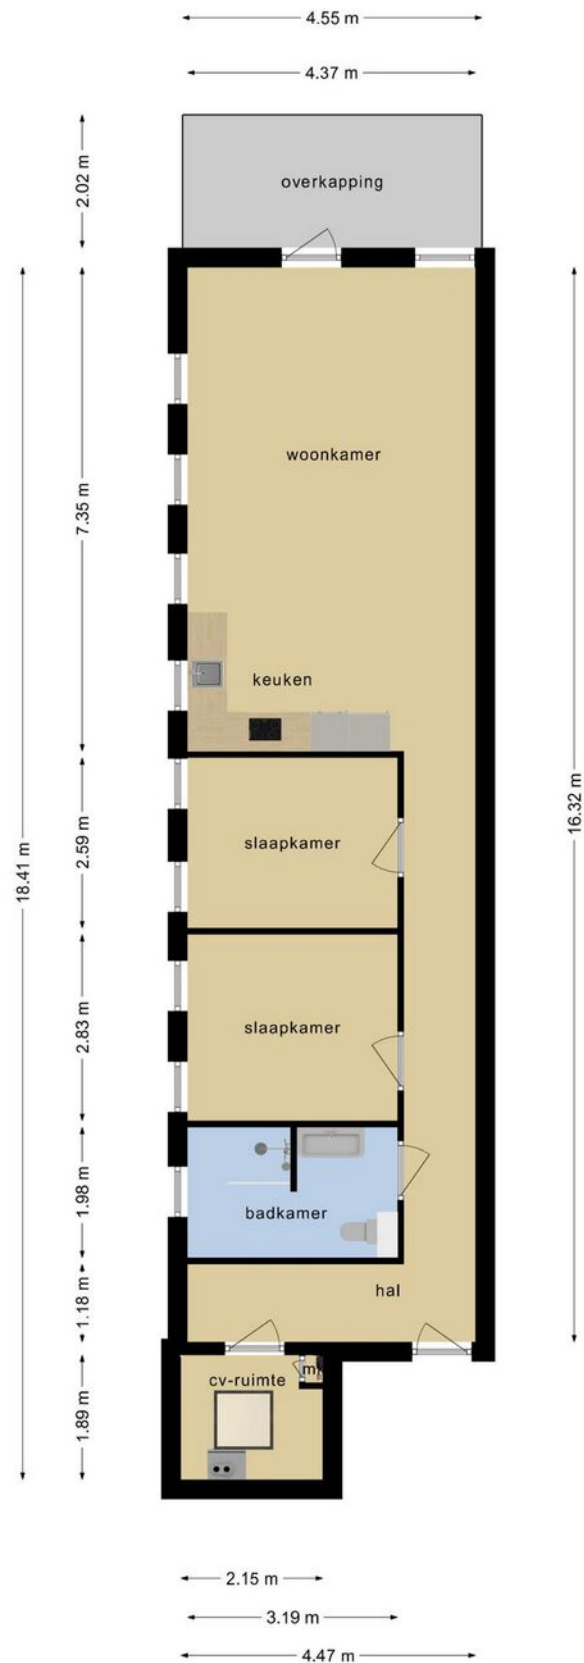 4.55 m
4.37 m
2.02 m
overkapping
woonkamer
7.35 m
keuken
16.32 m
2.59 m
slaapkamer
18.41 m
slaapkamer
2.83 m
1.98 m
badkamer
1.18 m
hal
cv-ruimte
1.89 m
2.15 m
3.19 m
4.47 m